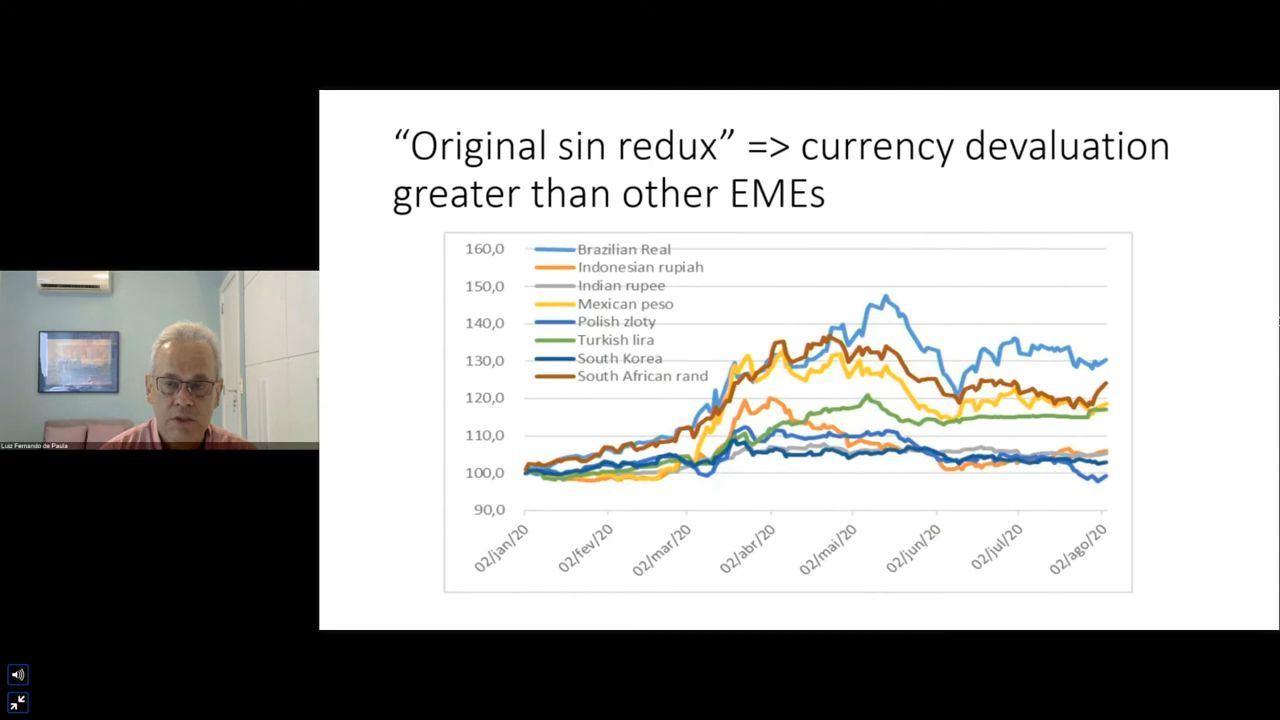 “Original sin redux” => currency devaluation
greater than other EMEs
160,0
150,0
140,0
130,0
120,0
110,0
100,0
90,0
Brazilian Real
Indonesian rupiah
Indian rupee
Mexican peso
Polish zloty
Turkish lira
South Korea
South African rand
02/jan/20
02/fev/20
02/mar/20
02/abr/20
02/mai/20
02/jun/20
02/jul/20
02/ago/20
Luiz Fernando de Paula